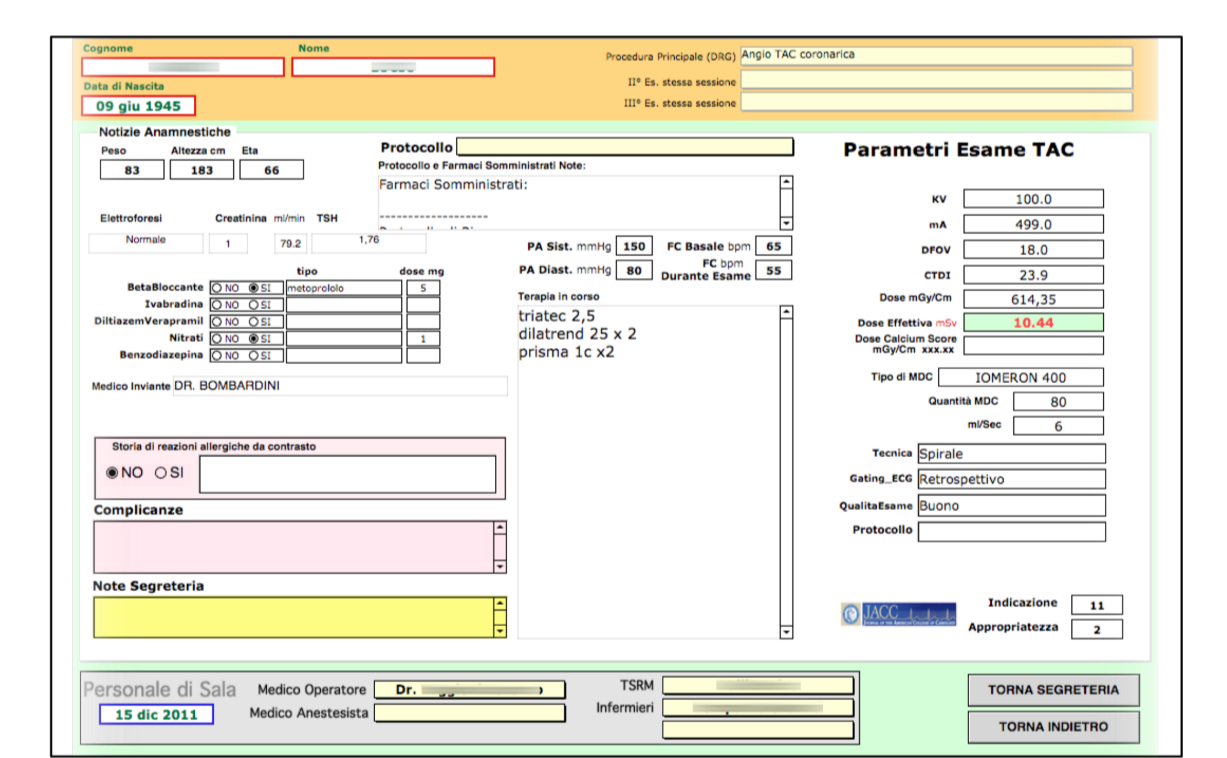 Cognome Nome
Procedura Principale (DRG) Angio TAC coronarica
Data di Nascita
IIº Es. stessa sessione
09 giu 1945
IIIº Es. stessa sessione
Notizie Anamnestiche
Peso Altezza cm Eta
83 183 66
Protocollo
Protocollo e Farmaci Somministrati Note:
Farmaci Somministrati:
-------------------
Elettroforesi Creatinina ml/min TSH
Normale 1 79.2 1,76
PA Sist. mmHg 150 FC Basale bpm 65
PA Diast. mmHg 80 FC bpm Durante Esame 55
tipo dose mg
BetaBloccante NO SI metoprololo 5
Ivabradina NO SI
DiltiazemVerapramil NO SI
Nitrati NO SI 1
Benzodiazepina NO SI
Medico Inviante DR. BOMBARDINI
Terapia in corso
triatec 2,5
dilatrend 25 x 2
prisma 1c x2
Storia di reazioni allergiche da contrasto
NO SI
Complicanze
Note Segreteria
Parametri Esame TAC
KV 100.0
mA 499.0
DFOV 18.0
CTDI 23.9
Dose mGy/Cm 614,35
Dose Effettiva mSv 10.44
Dose Calcium Score
mGy/Cm xxx.xx
Tipo di MDC IOMERON 400
Quantità MDC 80
ml/Sec 6
Tecnica Spirale
Gating_ECG Retrospettivo
QualitaEsame Buono
Protocollo
JACC
Indicazione 11
Appropriatezza 2
Personale di Sala
15 dic 2011
Medico Operatore Dr.
Medico Anestesista
TSRM
Infermieri
TORNA SEGRETERIA
TORNA INDIETRO